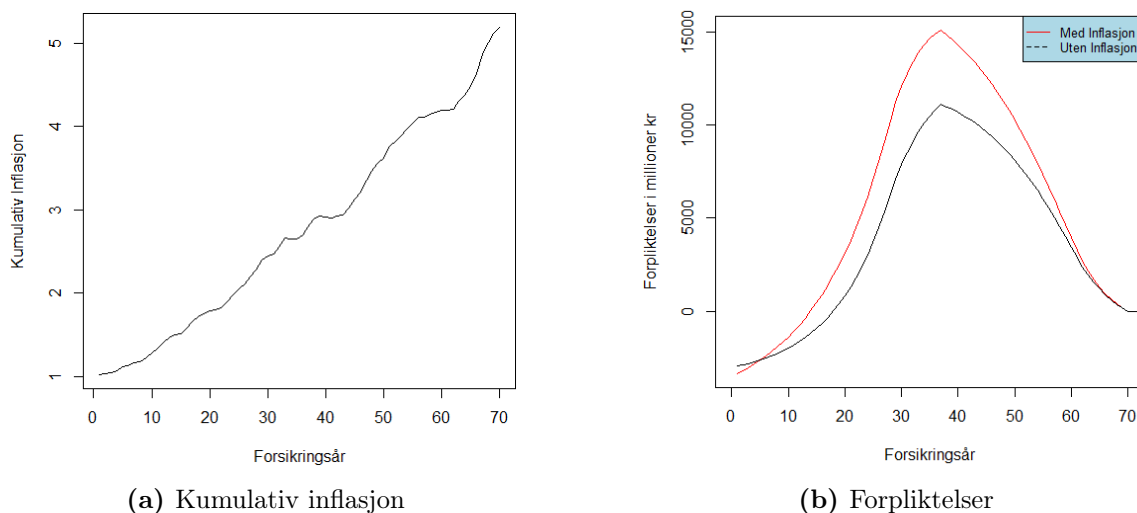 Kumulativ Inflasjon
5
4
3
2
1
0 10 20 30 40 50 60 70
Forsikringsår
(a) Kumulativ inflasjon
Forpliktelser i millioner kr
15000
10000
5000
0
Med Inflasjon
Uten Inflasjon
0 10 20 30 40 50 60 70
Forsikringsår
(b) Forpliktelser